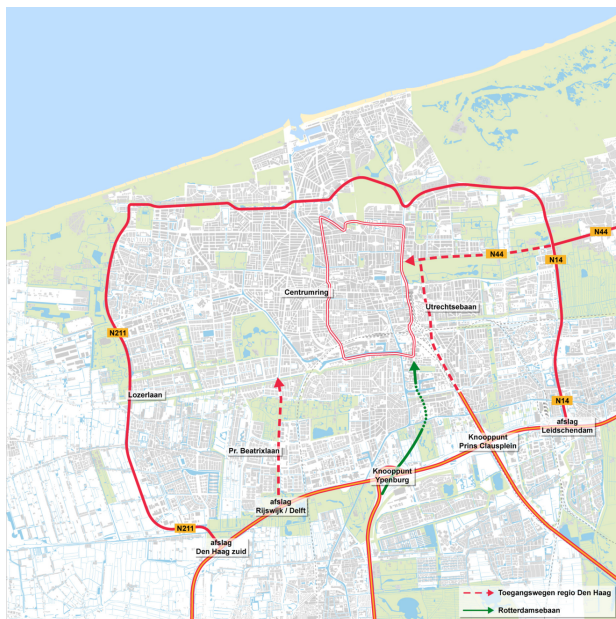 N44
N44
N14
Centrumring
Utrechtsebaan
N211
Lozerlaan
N14
afslag
Leidschendam
Knooppunt
Prins Clausplein
Pr. Beatrixlaan
Knooppunt
Ypenburg
afslag
Rijswijk / Delft
N211
afslag
Den Haag zuid
Toegangswegen regio Den Haag
Rotterdamsebaan